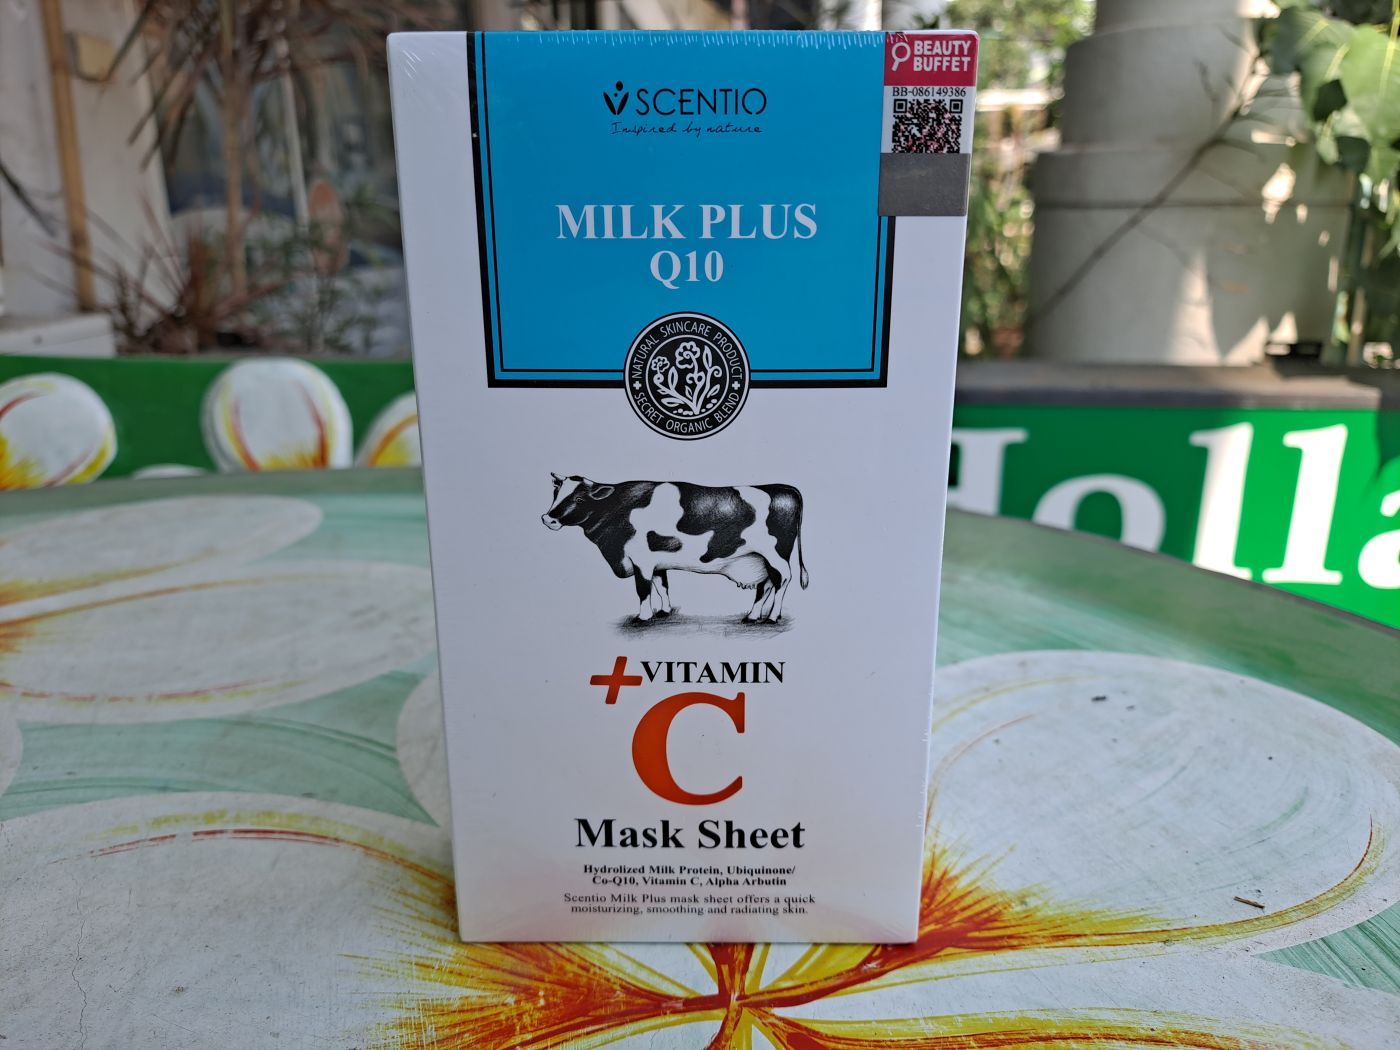 BEAUTY
BUFFET
BB-086149386
SCENTIO
Inspired by nature
MILK PLUS
Q10
NATURAL SKINCARE PRODUCT
SECRET ORGANIC BLEND
+VITAMIN
C
Mask Sheet
Hydrolized Milk Protein, Ubiquinone/
Co-Q10, Vitamin C, Alpha Arbutin
Scentio Milk Plus mask sheet offers a quick
moisturizing, smoothing and radiating skin.
Holla